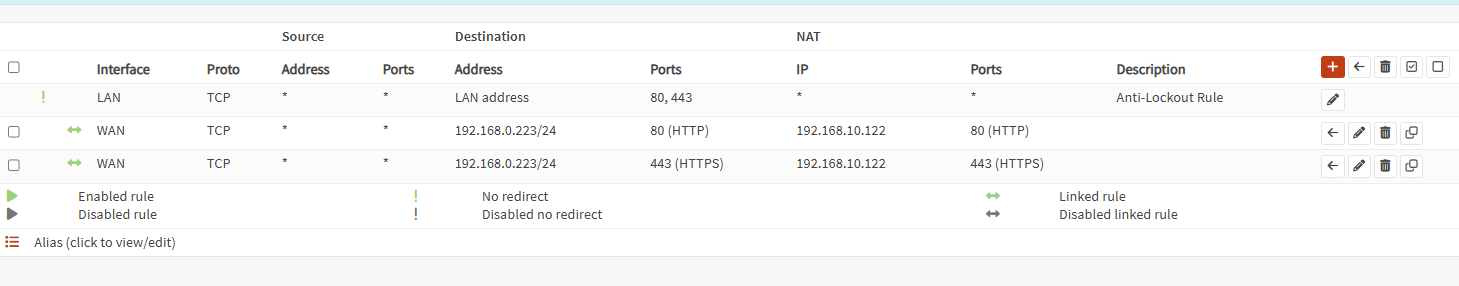 Source Destination NAT
Interface Proto Address Ports Address Ports IP Ports Description
LAN TCP * * LAN address 80, 443 * * Anti-Lockout Rule
WAN TCP * * 192.168.0.223/24 80 (HTTP) 192.168.10.122 80 (HTTP)
WAN TCP * * 192.168.0.223/24 443 (HTTPS) 192.168.10.122 443 (HTTPS)
Enabled rule ! No redirect Linked rule
Disabled rule ! Disabled no redirect Disabled linked rule
Alias (click to view/edit)